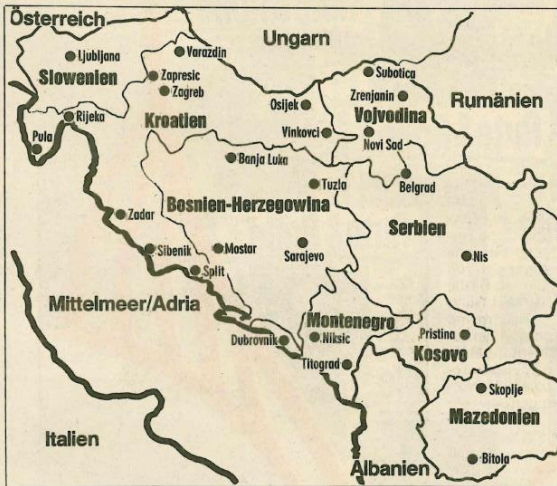 Österreich
Ungarn
Ljubljana
Varazdin
Slowenien
Zapresic
Subotica
Zagreb
Zrenjanin
Rumänien
Osijek
Rijeka
Kroatien
Vojvodina
Pula
Vinkovci
Novi Sad
Banja Luka
Tuzla
Belgrad
Bosnien-Herzegowina
Zadar
Serbien
Sibenik
Mostar
Sarajevo
Nis
Split
Mittelmeer/Adria
Montenegro
Dubrovnik
Niksic
Pristina
Kosovo
Titograd
Skoplje
Mazedonien
Italien
Albanien
Bitola